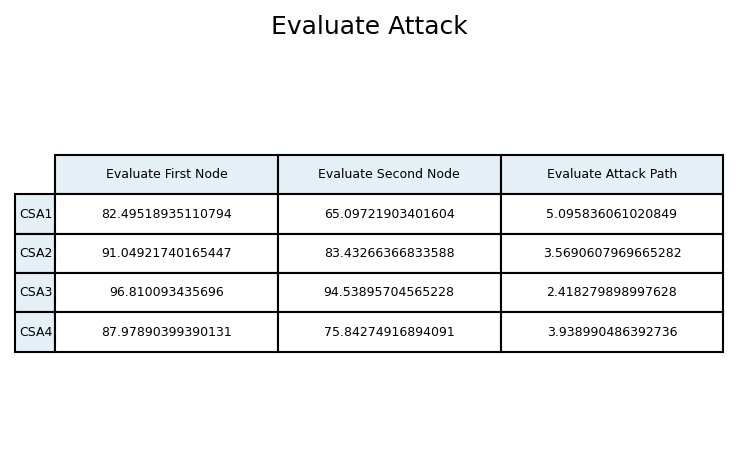 Evaluate Attack
Evaluate First Node Evaluate Second Node Evaluate Attack Path
CSA1 82.49518935110794 65.09721903401604 5.095836061020849
CSA2 91.04921740165447 83.43266366833588 3.5690607969665282
CSA3 96.810093435696 94.53895704565228 2.418279898997628
CSA4 87.97890399390131 75.84274916894091 3.938990486392736